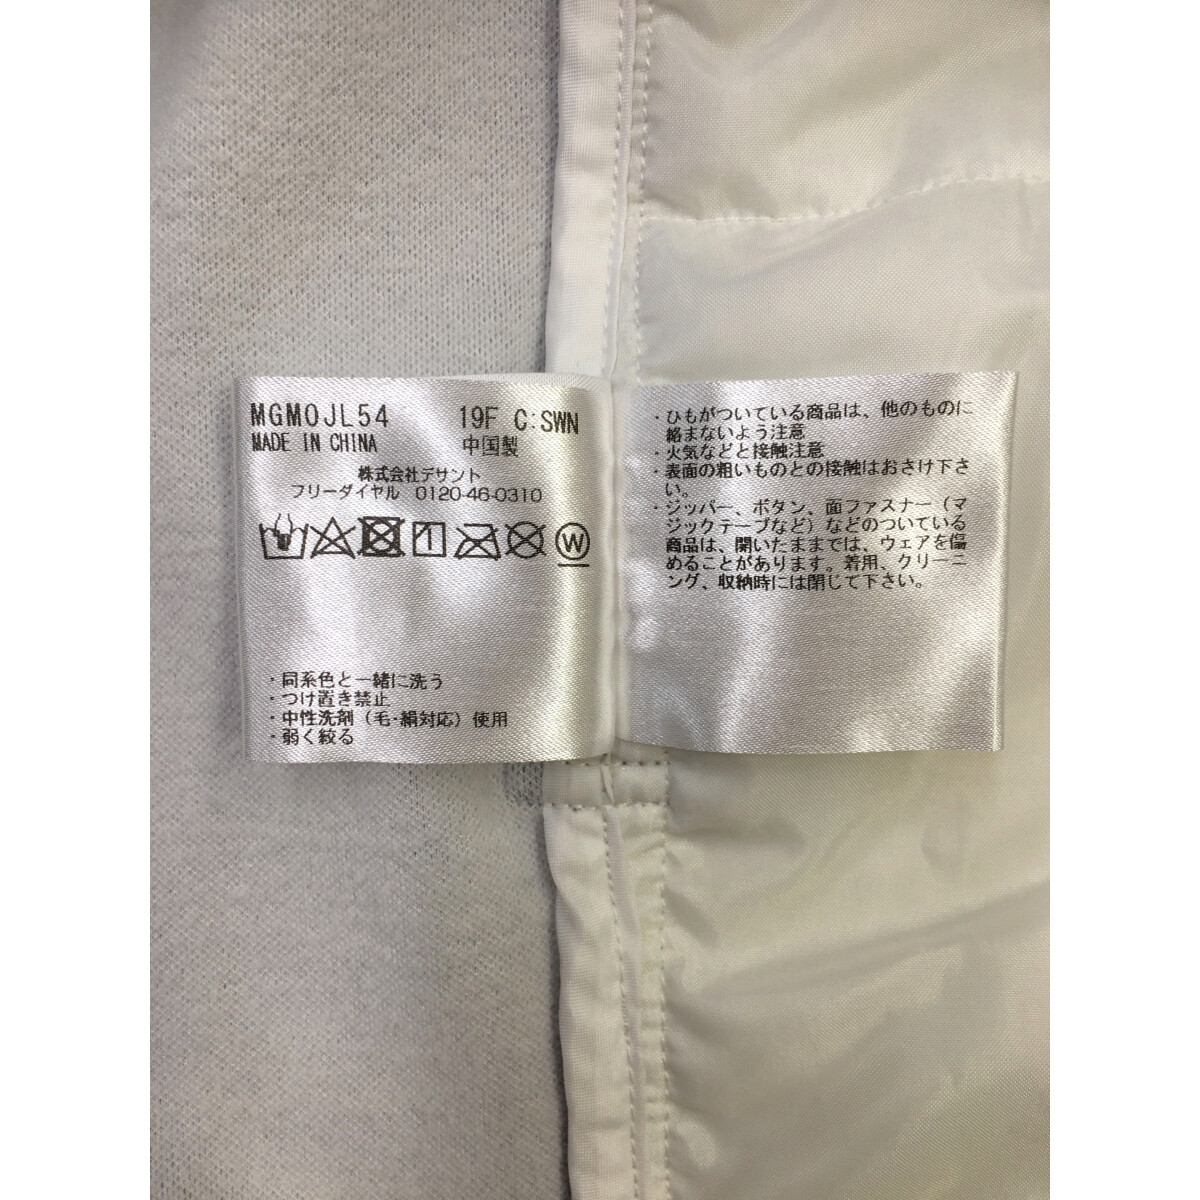 MGMOJL54 19F C:SWN
MADE IN CHINA 中国製
株式会社デサント
フリーダイヤル 0120-46-0310
W
・同系色と一緒に洗う
・つけ置き禁止
・中性洗剤（毛・絹対応）使用
・弱く絞る
・ひもがついている商品は、他のものに
絡まないよう注意
・火気などと接触注意
・表面の粗いものとの接触はおさけ下さ
い。
・ジッパー、ボタン、面ファスナー（マ
ジックテープなど）などのついている
商品は、開いたままでは、ウェアを傷
めることがあります。着用、クリーニ
ング、収納時には閉じて下さい。